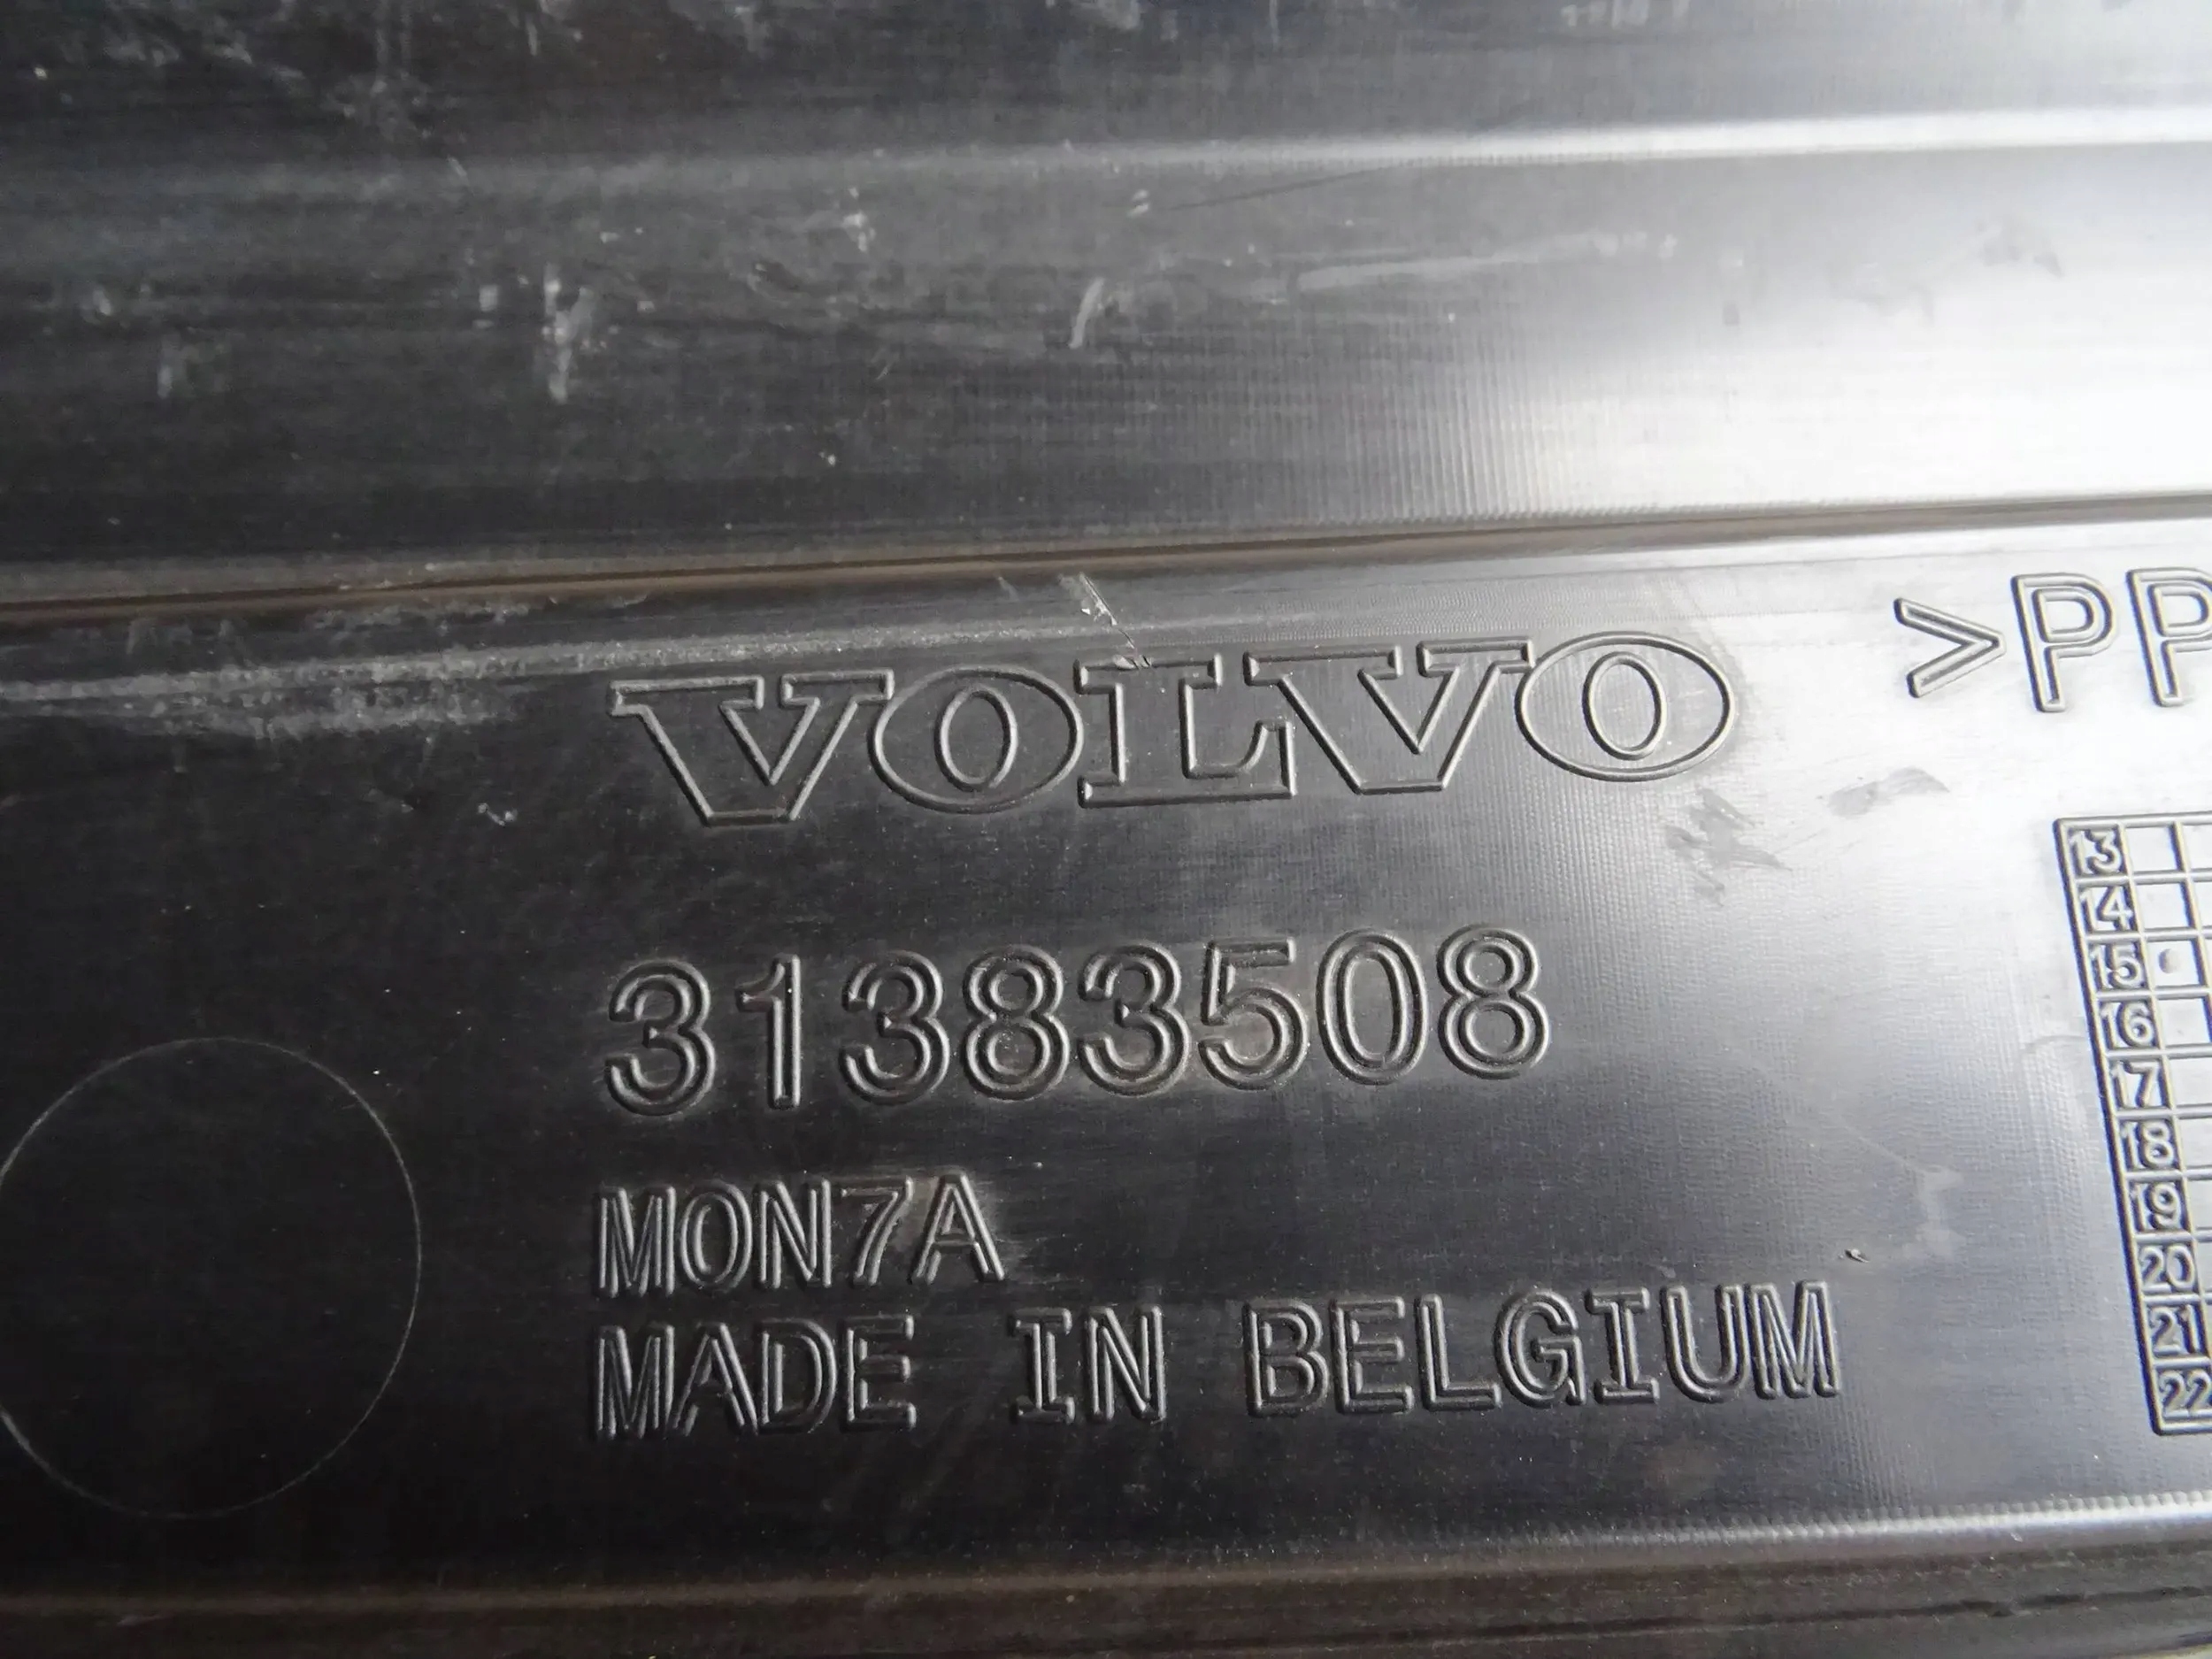 VOLVO
>PP
31383508
MON7A
MADE IN BELGIUM
13
14
15
16
17
18
19
20
21
22